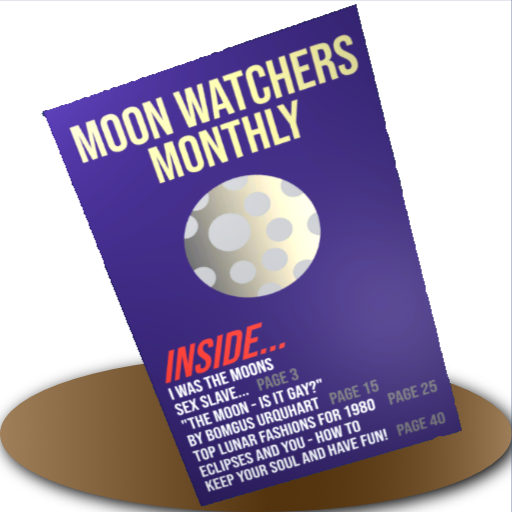 MOON WATCHERS
MONTHLY
INSIDE...
I WAS THE MOONS
SEX SLAVE... PAGE 3
"THE MOON - IS IT GAY?"
BY BOMGUS URQUHART PAGE 15
TOP LUNAR FASHIONS FOR 1980 PAGE 25
ECLIPSES AND YOU - HOW TO
KEEP YOUR SOUL AND HAVE FUN! PAGE 40